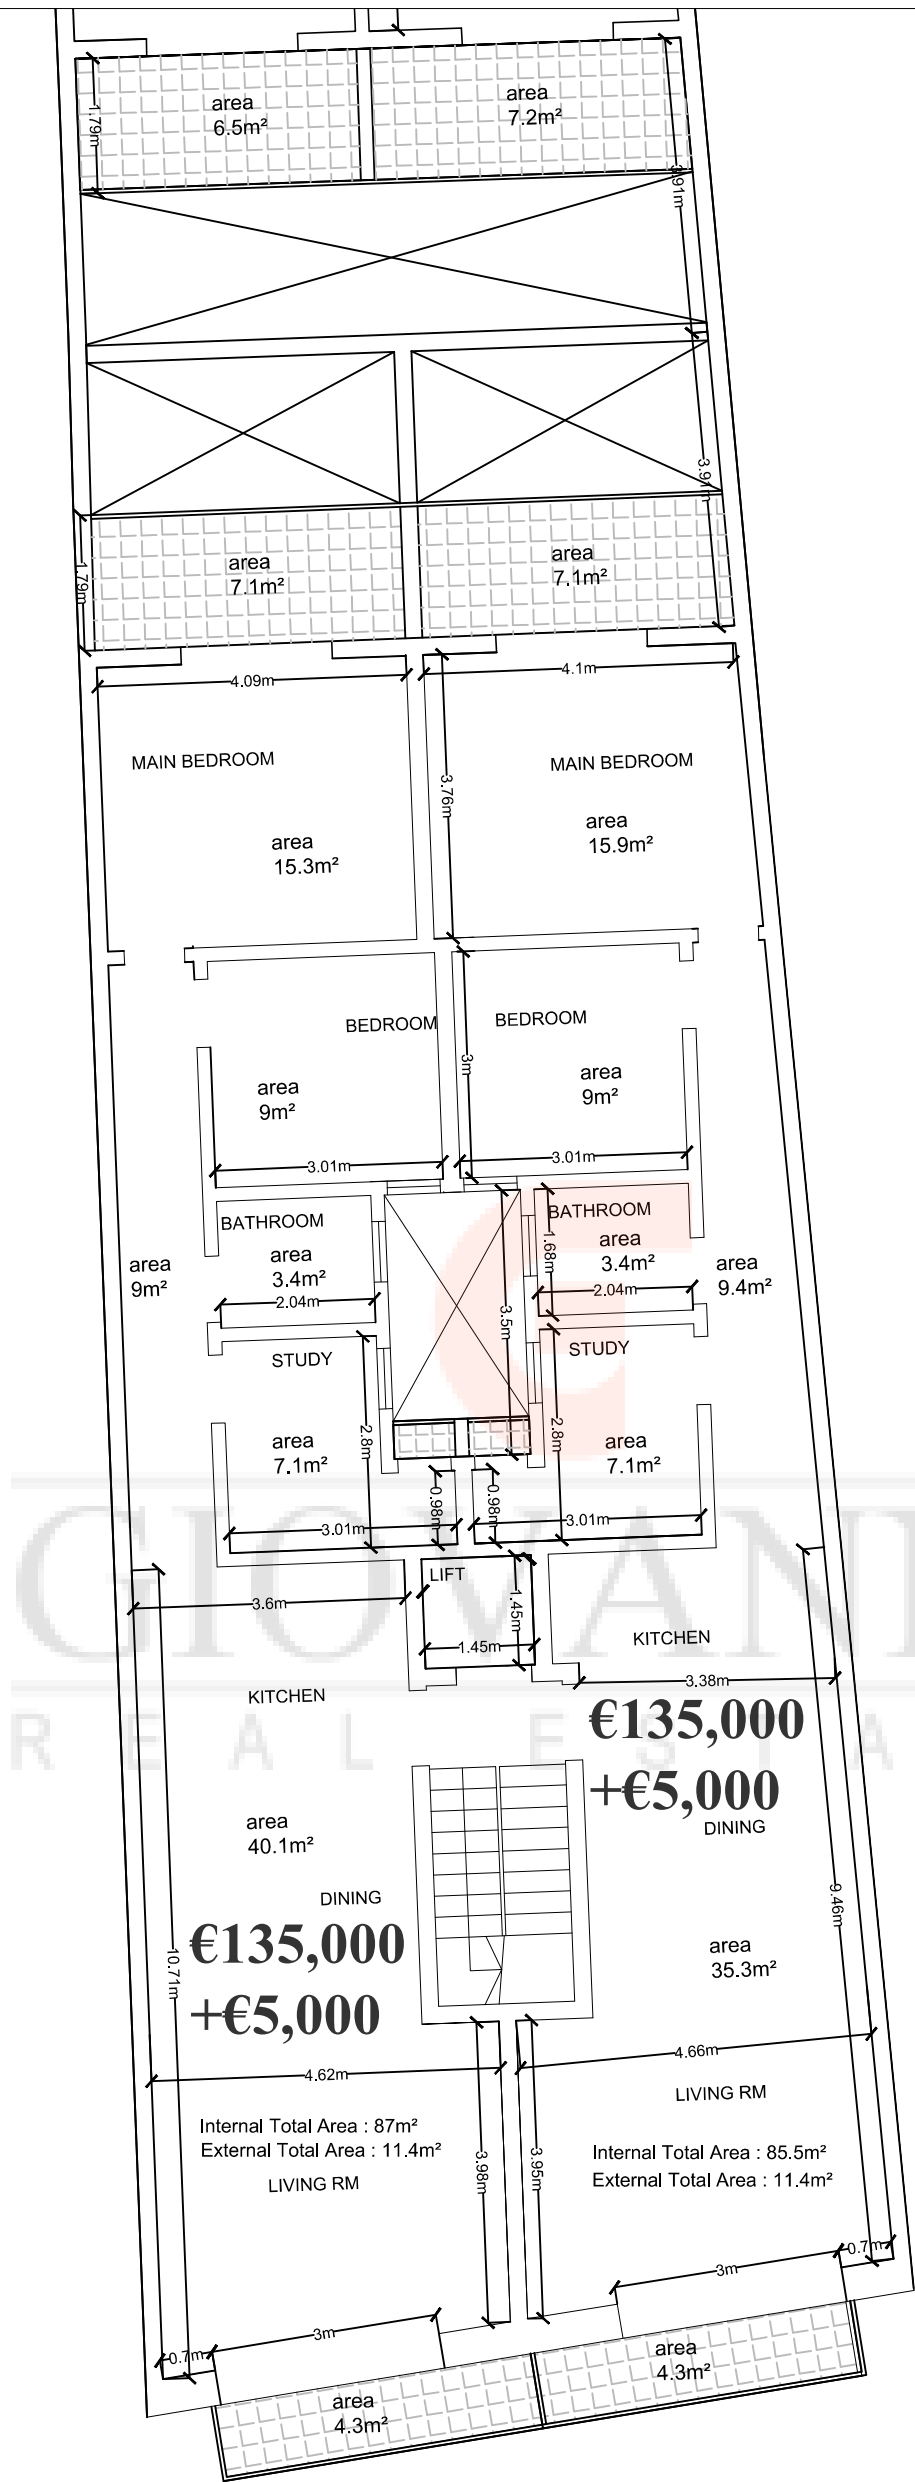 area
6.5m²
area
7.2m²
1.79m
3.91m
3.91m
area
7.1m²
area
7.1m²
1.79m
4.09m
4.1m
MAIN BEDROOM
MAIN BEDROOM
3.76m
area
15.3m²
area
15.9m²
BEDROOM
BEDROOM
3m
area
9m²
area
9m²
3.01m
3.01m
BATHROOM
BATHROOM
area
9m²
area
3.4m²
1.68m
area
3.4m²
area
9.4m²
2.04m
2.04m
3.5m
STUDY
STUDY
2.8m
2.8m
area
7.1m²
area
7.1m²
0.98m
0.98m
3.01m
3.01m
LIFT
3.6m
1.45m
1.45m
GIOVANI
KITCHEN
3.38m
KITCHEN
REAL ESTA
€135,000
+€5,000
area
40.1m²
DINING
DINING
€135,000
+€5,000
9.46m
10.71m
area
35.3m²
4.62m
4.66m
LIVING RM
Internal Total Area : 87m²
External Total Area : 11.4m²
LIVING RM
3.98m
3.95m
Internal Total Area : 85.5m²
External Total Area : 11.4m²
0.7m
3m
3m
0.7m
area
4.3m²
area
4.3m²